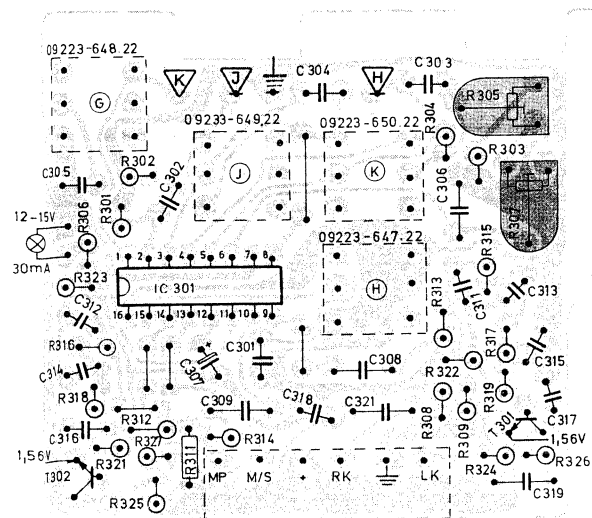 09223-648.22
K
J
H
C304
C303
G
R304
R305
09233-649.22
09223-650.22
R302
C302
J
K
R303
C305
C306
R301
R306
R307
12-15V
30mA
09223-647.22
R315
1 2 3 4 5 6 7 8
IC 301
H
R323
R313
C311
C313
C312
16 15 14 13 12 11 10 9
R316
C307
C301
C308
R317
C315
C314
R322
R318
C309
C318
C321
R308
R309
R319
C317
R312
T301
C316
R327
R314
1,56V
R321
R311
1,56V
T302
MP M/S + RK LK
R324
R326
R325
C319